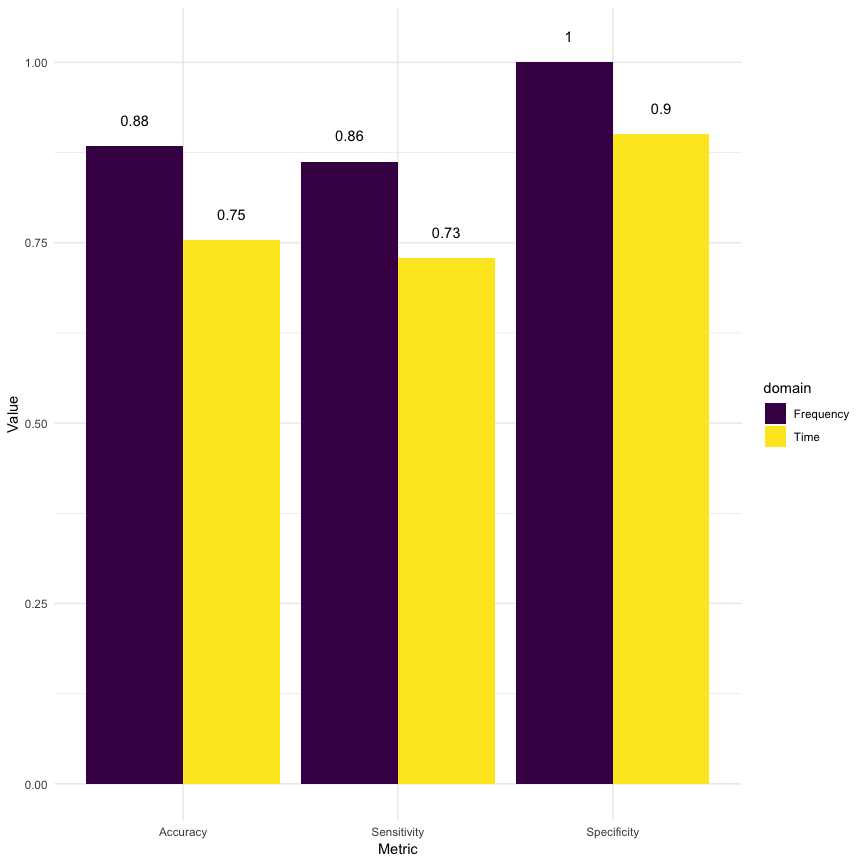 1
1.00
0.88
0.86
0.9
0.75
0.73
0.75
0.50
0.25
0.00
Value
Accuracy
Sensitivity
Specificity
Metric
domain
Frequency
Time